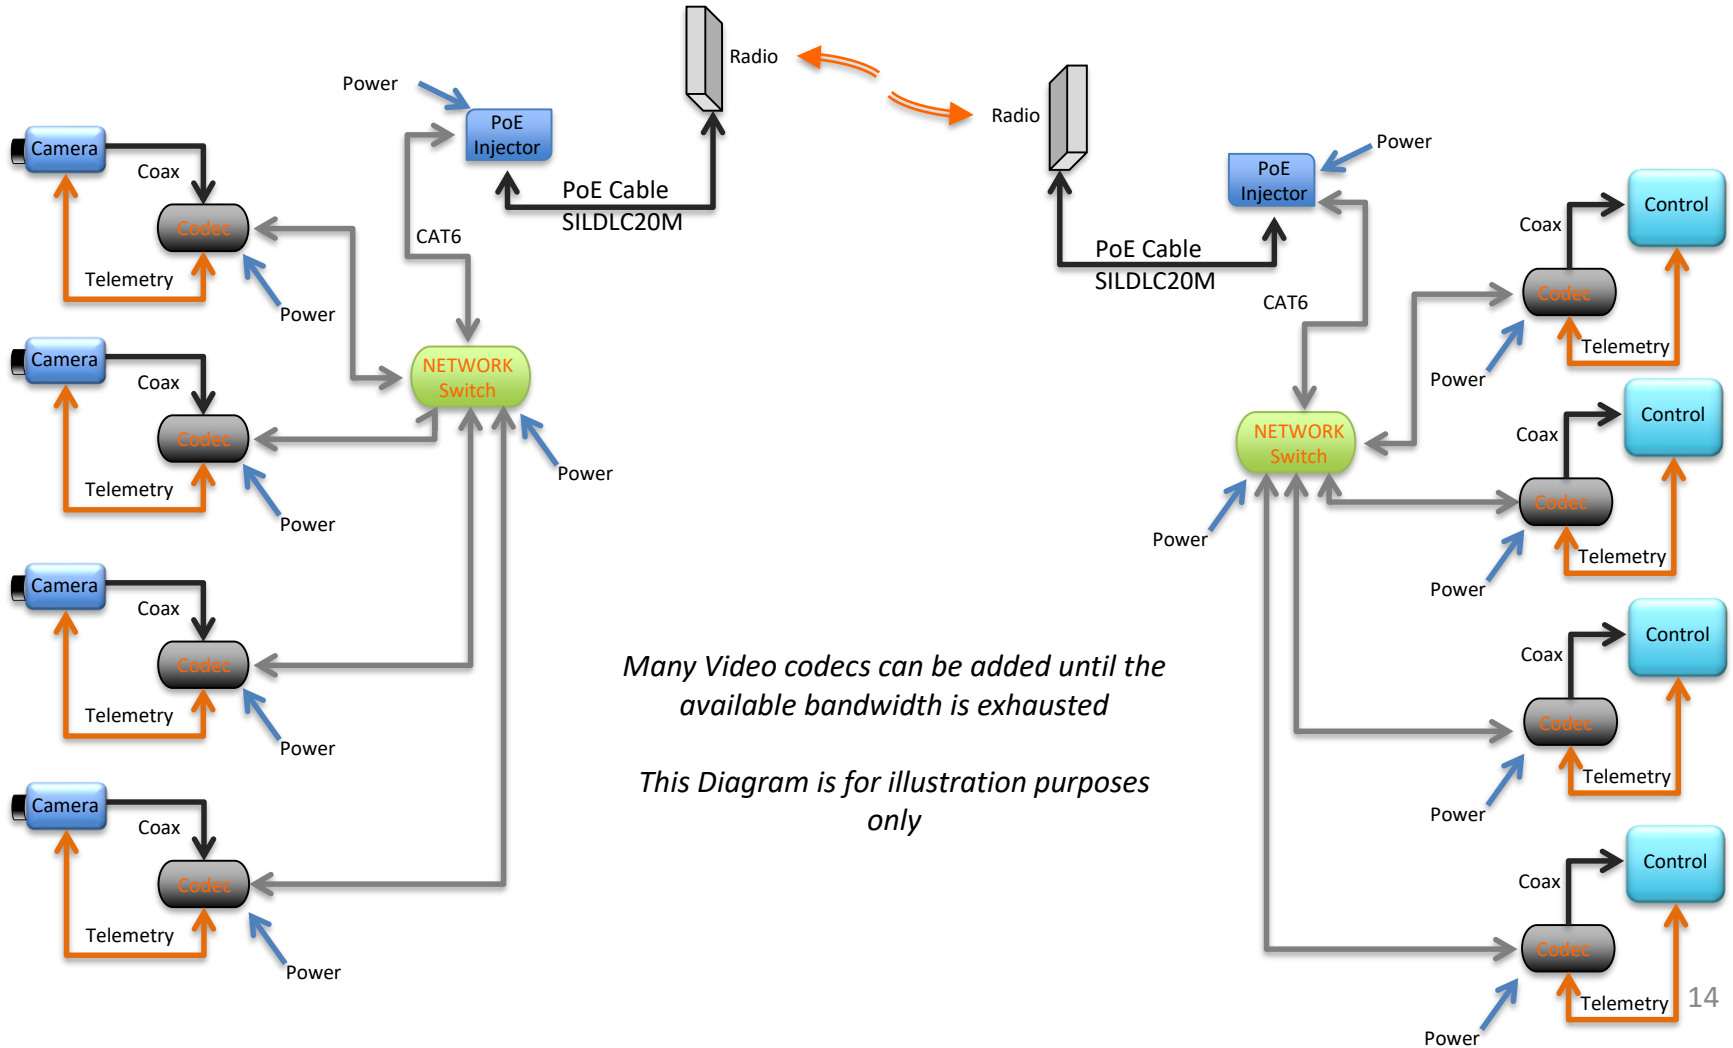 Radio
Power
Radio
PoE
Injector
Power
Camera
Coax
PoE
Injector
PoE Cable
SILDLC20M
Control
Coax
Codec
CAT6
PoE Cable
SILDLC20M
Telemetry
Power
CAT6
Codec
Telemetry
Camera
Coax
NETWORK
Switch
Power
Control
Coax
Codec
NETWORK
Switch
Telemetry
Power
Power
Codec
Power
Telemetry
Power
Camera
Coax
Control
Coax
Codec
Many Video codecs can be added until the
available bandwidth is exhausted
Telemetry
Power
Codec
Telemetry
Power
This Diagram is for illustration purposes
only
Camera
Coax
Control
Coax
Codec
Telemetry
Power
Codec
Telemetry
14
Power